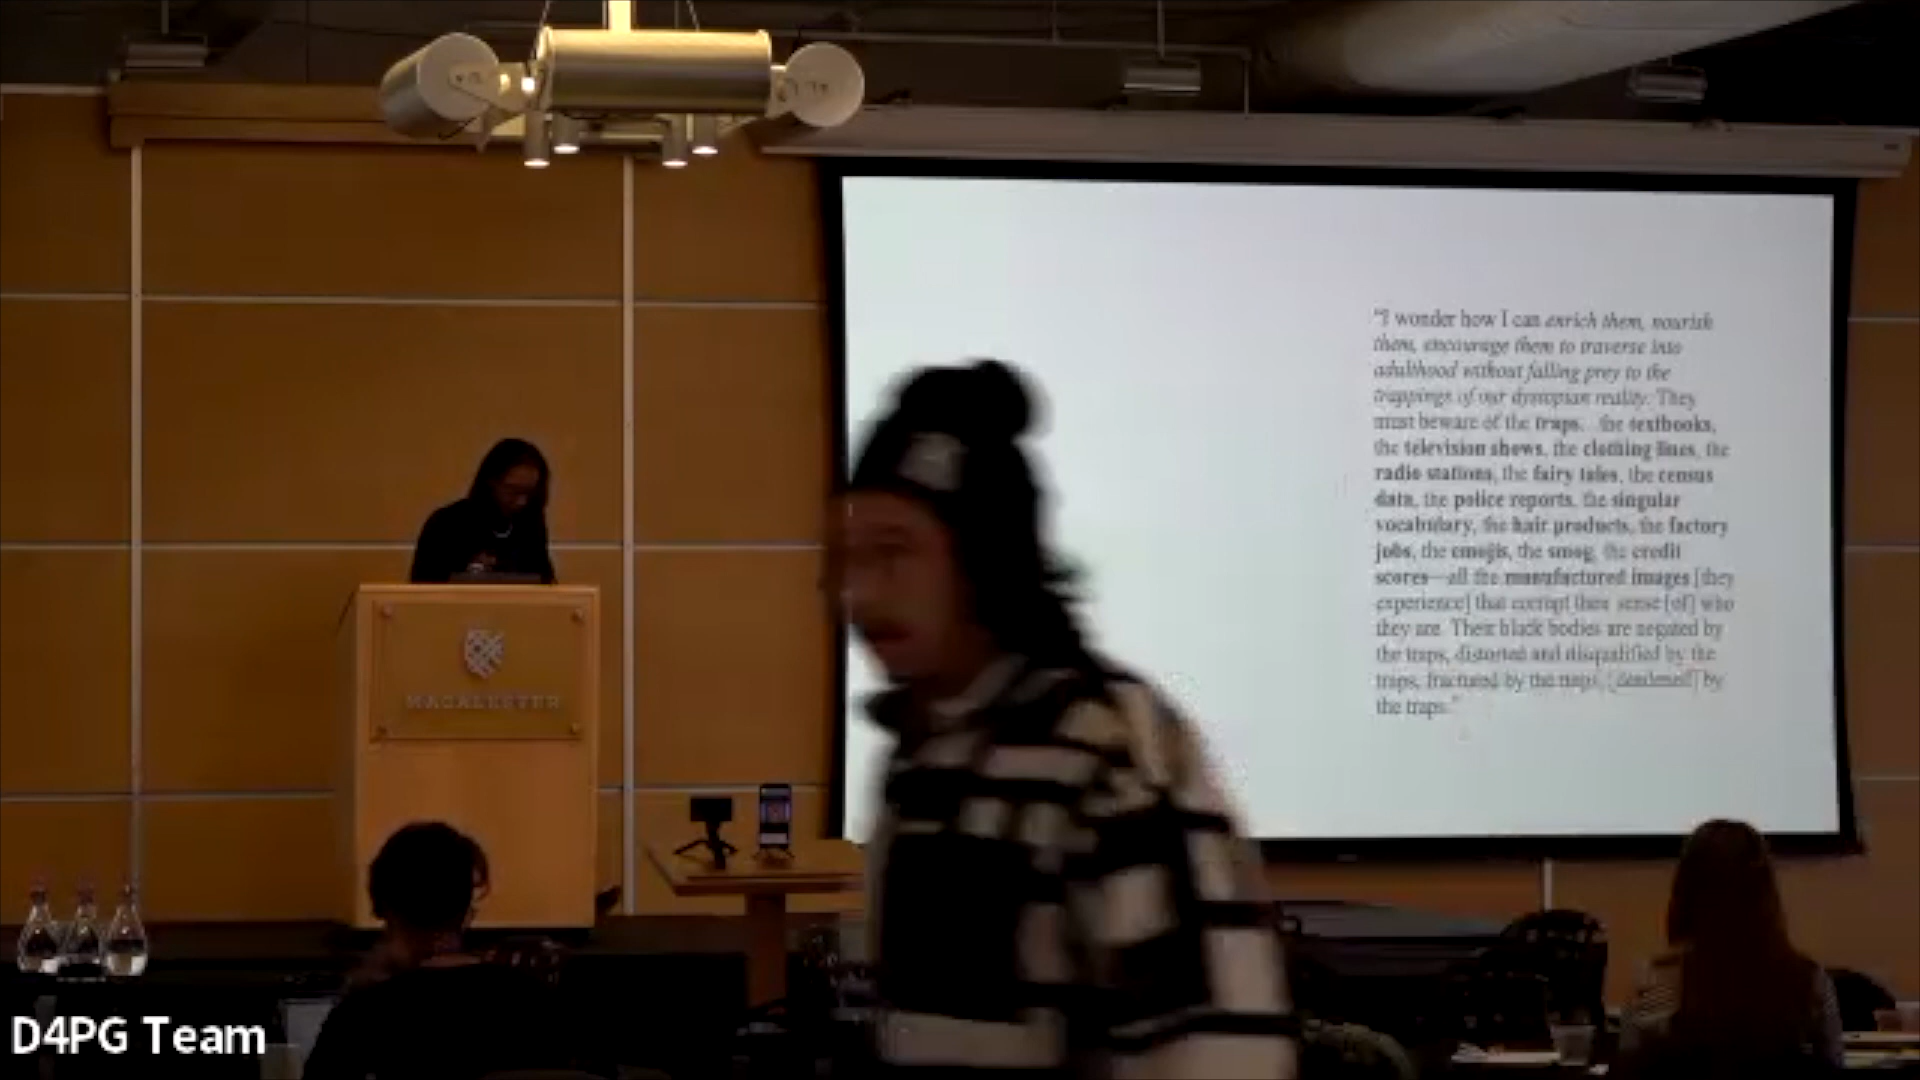 "I wonder how I can enrich them, nourish
them, encourage them to traverse into
adulthood without falling prey to the
trappings of our dystopian reality. They
must beware of the traps... the textbooks,
the television shows, the clothing lines, the
radio stations, the fairy tales, the census
data, the police reports, the singular
vocabulary, the hair products, the factory
jobs, the emojis, the smog, the credit
scores—all the manufactured images [they
experience] that corrupt their sense [of] who
they are. Their black bodies are negated by
the traps, distorted and disqualified by the
traps, fractured by the traps, by
the traps."
MACALESTER
D4PG Team